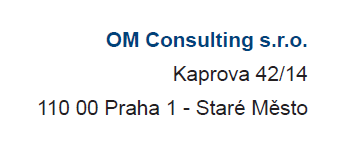 OM Consulting s.r.o.
Kaprova 42/14
110 00 Praha 1 - Staré Město